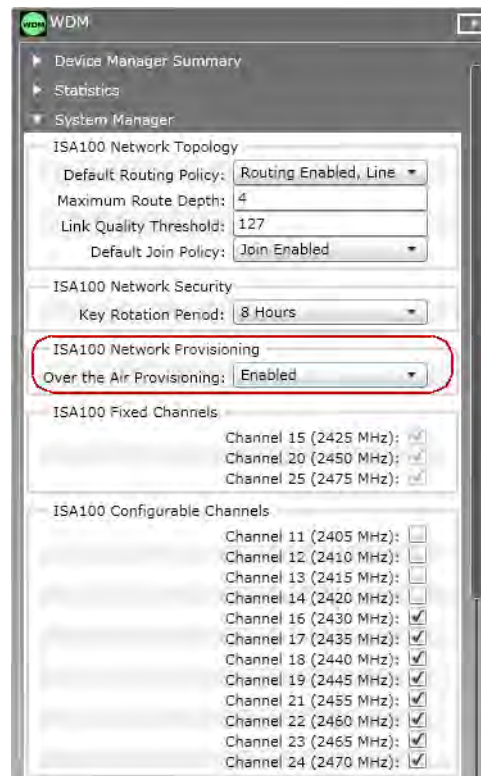 WDM WDM
Device Manager Summary
Statistics
System Manager
ISA100 Network Topology
Default Routing Policy: Routing Enabled, Line
Maximum Route Depth: 4
Link Quality Threshold: 127
Default Join Policy: Join Enabled
ISA100 Network Security
Key Rotation Period: 8 Hours
ISA100 Network Provisioning
Over the Air Provisioning: Enabled
ISA100 Fixed Channels
Channel 15 (2425 MHz):
Channel 20 (2450 MHz):
Channel 25 (2475 MHz):
ISA100 Configurable Channels
Channel 11 (2405 MHz):
Channel 12 (2410 MHz):
Channel 13 (2415 MHz):
Channel 14 (2420 MHz):
Channel 16 (2430 MHz):
Channel 17 (2435 MHz):
Channel 18 (2440 MHz):
Channel 19 (2445 MHz):
Channel 21 (2455 MHz):
Channel 22 (2460 MHz):
Channel 23 (2465 MHz):
Channel 24 (2470 MHz):